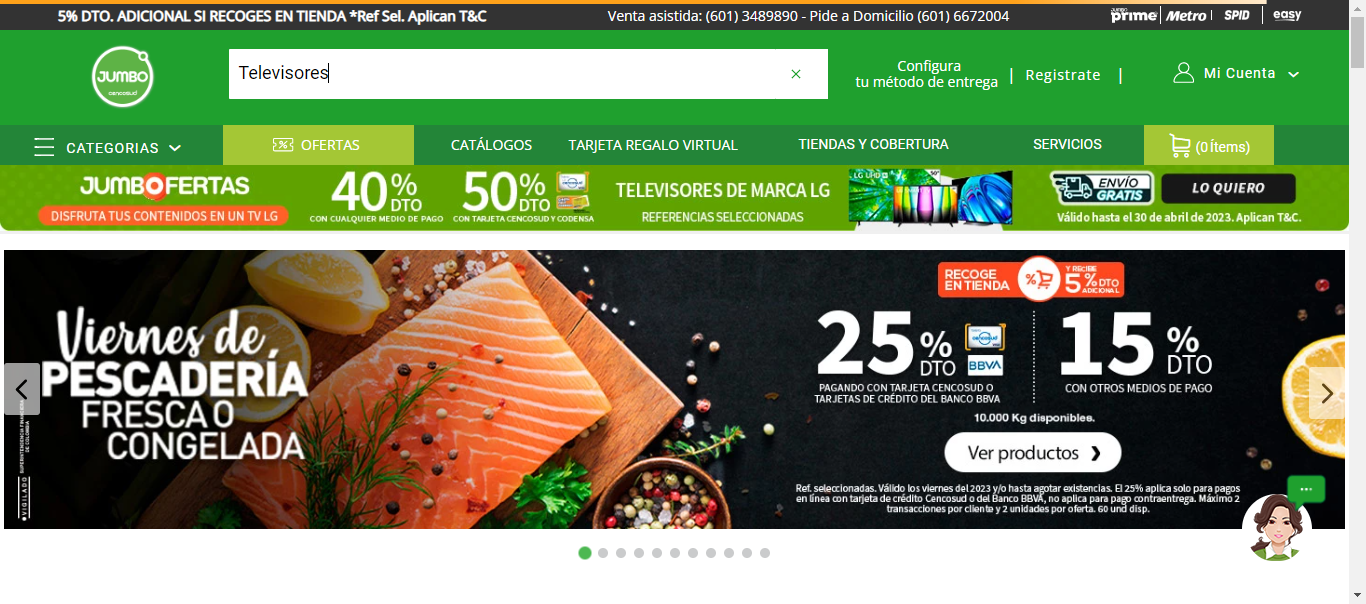 5% DTO. ADICIONAL SI RECOGES EN TIENDA *Ref Sel. Aplican T&C
Venta asistida: (601) 3489890 - Pide a Domicilio (601) 6672004
JUMBO prime Metro SPID easy
JUMBO
cencosud
Televisores
Configura
tu método de entrega
Registrate
Mi Cuenta
CATEGORIAS
OFERTAS
CATÁLOGOS
TARJETA REGALO VIRTUAL
TIENDAS Y COBERTURA
SERVICIOS
(0 Ítems)
JUMBOFERTAS
DISFRUTA TUS CONTENIDOS EN UN TV LG
40% DTO
CON CUALQUIER MEDIO DE PAGO
50% DTO
CON TARJETA CENCOSUD Y CODENSA
TELEVISORES DE MARCA LG
REFERENCIAS SELECCIONADAS
LG UHD
50"
ENVÍO
GRATIS
LO QUIERO
Válido hasta el 30 de abril de 2023. Aplican T&C.
Viernes de
PESCADERÍA
FRESCA O
CONGELADA
VIGILADO SUPERINTENDENCIA FINANCIERA
DE COLOMBIA
RECOGE
EN TIENDA
%
Y RECIBE
5% DTO
ADICIONAL
25% DTO
cencosud
BBVA
PAGANDO CON TARJETA CENCOSUD O
TARJETAS DE CRÉDITO DEL BANCO BBVA
15% DTO
CON OTROS MEDIOS DE PAGO
10.000 Kg disponibles.
Ver productos
Ref. seleccionadas. Válido los viernes del 2023 y/o hasta agotar existencias. El 25% aplica solo para pagos
en línea con tarjeta de crédito Cencosud o del Banco BBVA, no aplica para pago contraentrega. Máximo 2
transacciones por cliente y 2 unidades por oferta. 60 und disp.